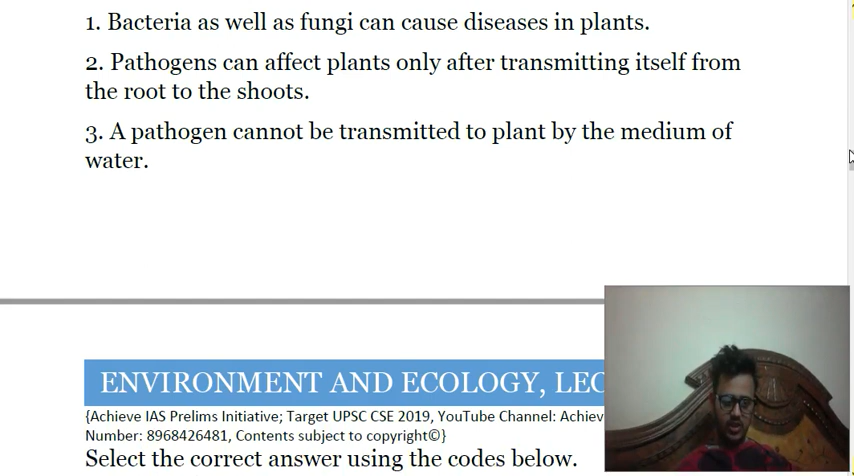 1. Bacteria as well as fungi can cause diseases in plants.
2. Pathogens can affect plants only after transmitting itself from
the root to the shoots.
3. A pathogen cannot be transmitted to plant by the medium of
water.
ENVIRONMENT AND ECOLOGY,
{Achieve IAS Prelims Initiative; Target UPSC CSE 2019, YouTube Channel: Achiev
Number: 8968426481, Contents subject to copyright©}
Select the correct answer using the codes below.